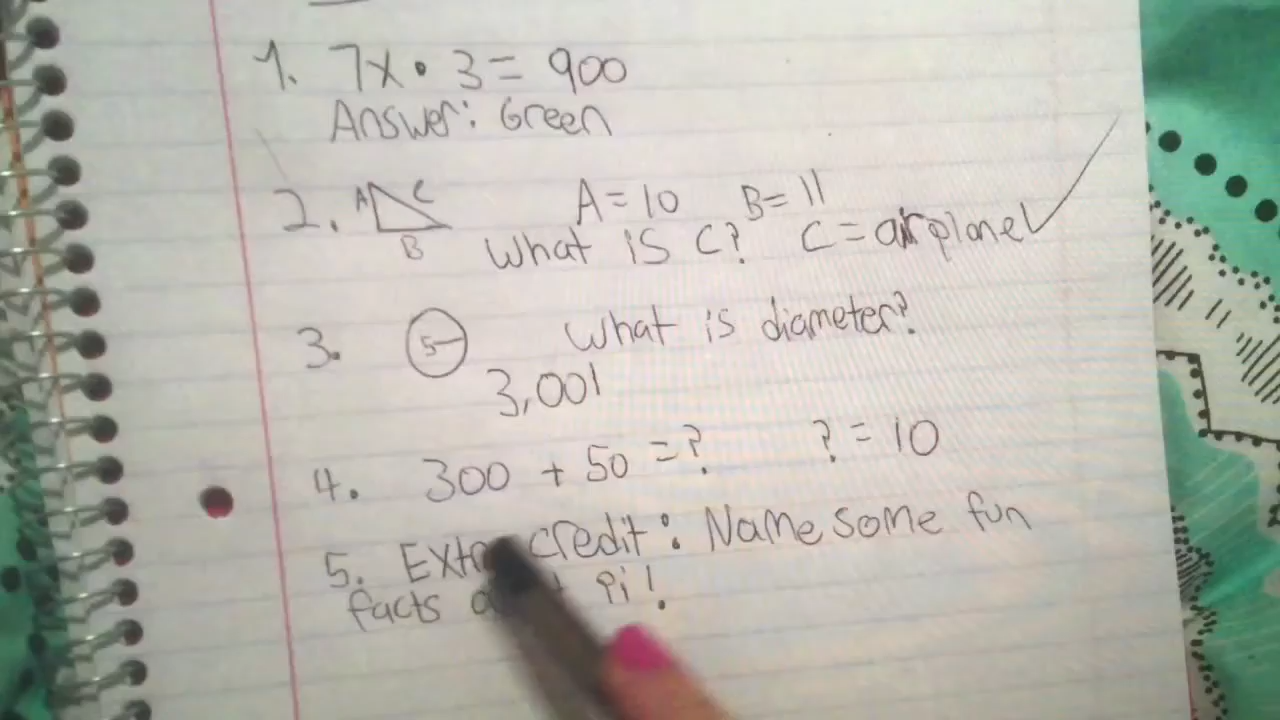 1. 7x · 3 = 900
Answer: Green
2. A C B A = 10 B = 11
What is C? C = airplane
3. 5 What is diameter?
3,001
4. 300 + 50 = ? ? = 10
5. Extra credit: Name some fun
facts Pi!